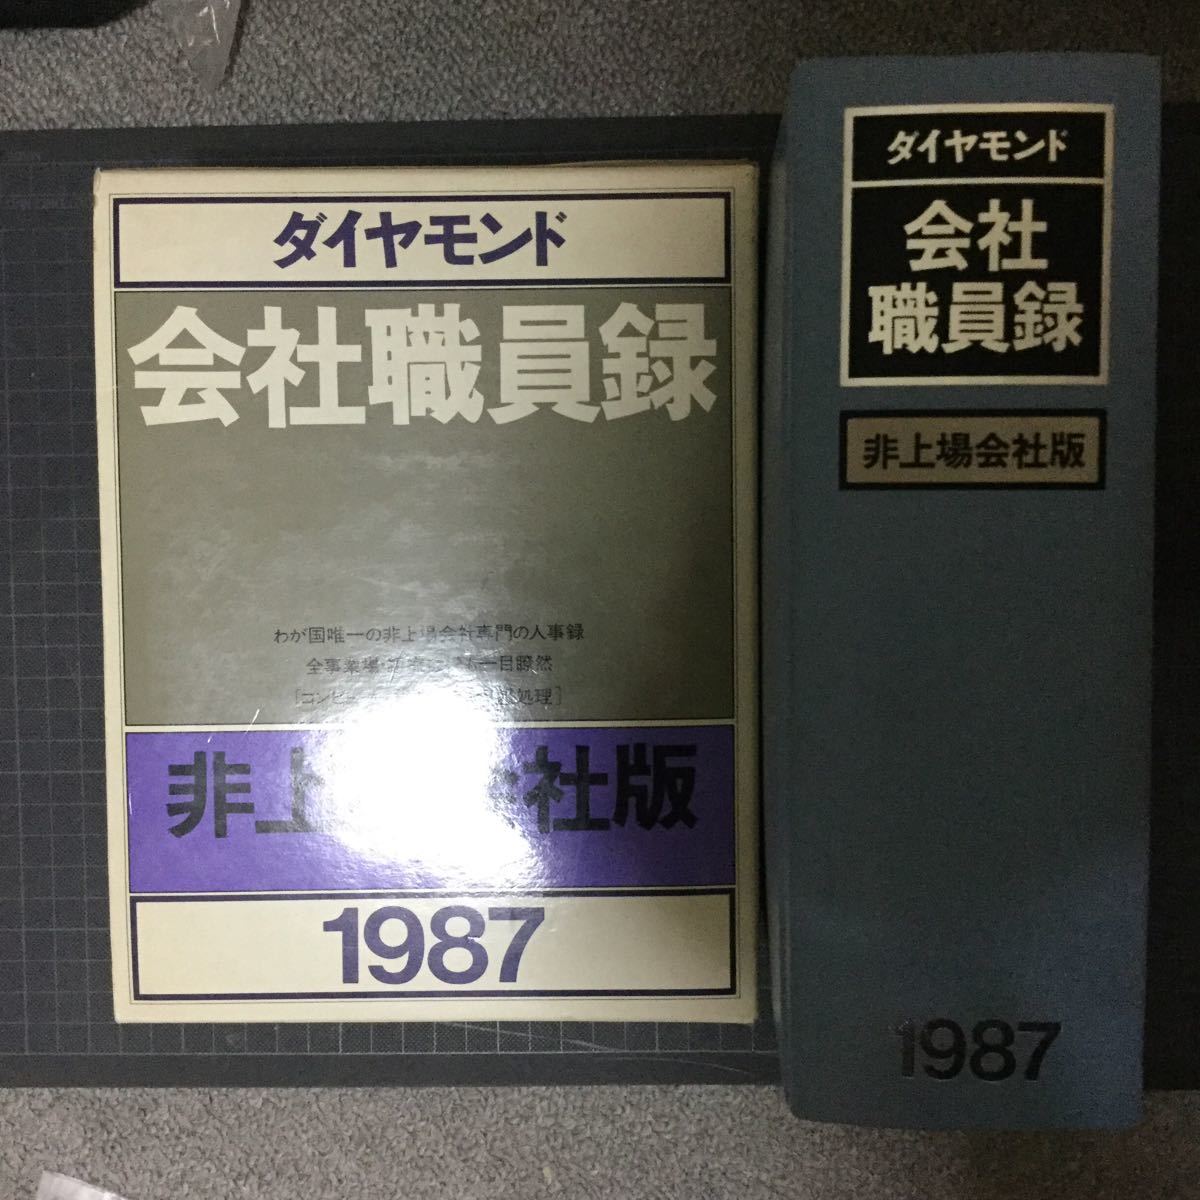 ダイヤモンド
会社職員録
わが国唯一の非上場会社専門の人事録
全事業場・一目瞭然
処理]
非上 会社版
1987
ダイヤモンド
会社
職員録
非上場会社版
1987